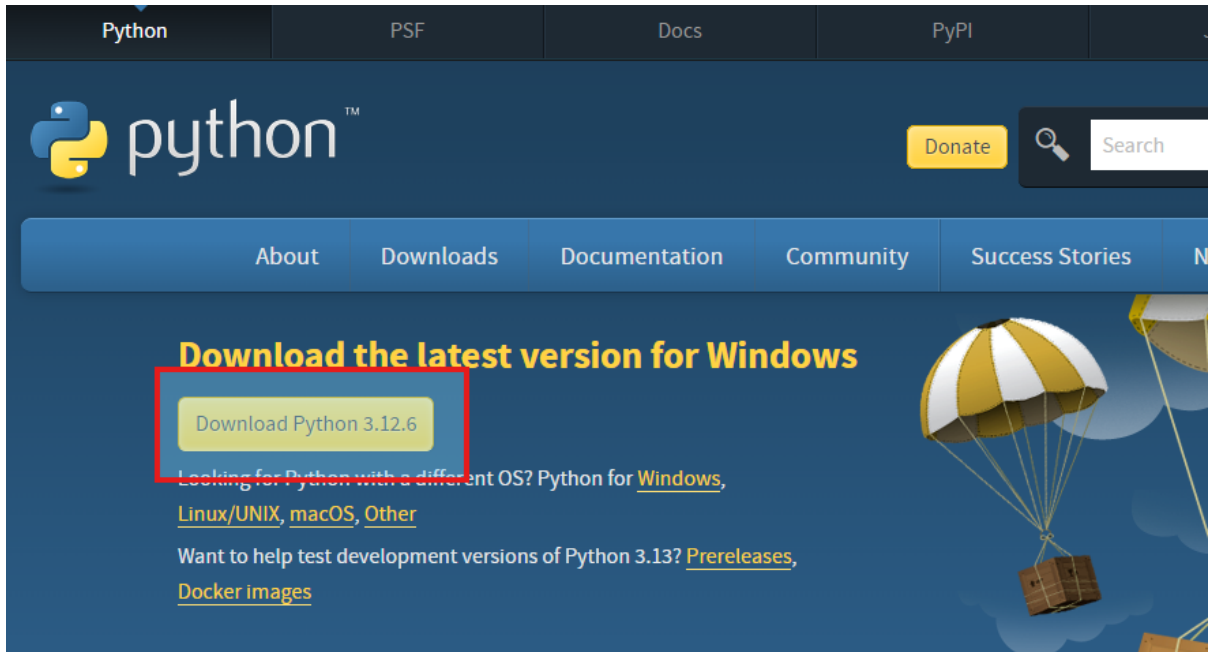 Python PSF Docs PyPI
python™
Donate Search
About Downloads Documentation Community Success Stories
Download the latest version for Windows
Download Python 3.12.6
Looking for Python with a different OS? Python for Windows,
Linux/UNIX, macOS, Other
Want to help test development versions of Python 3.13? Prereleases,
Docker images